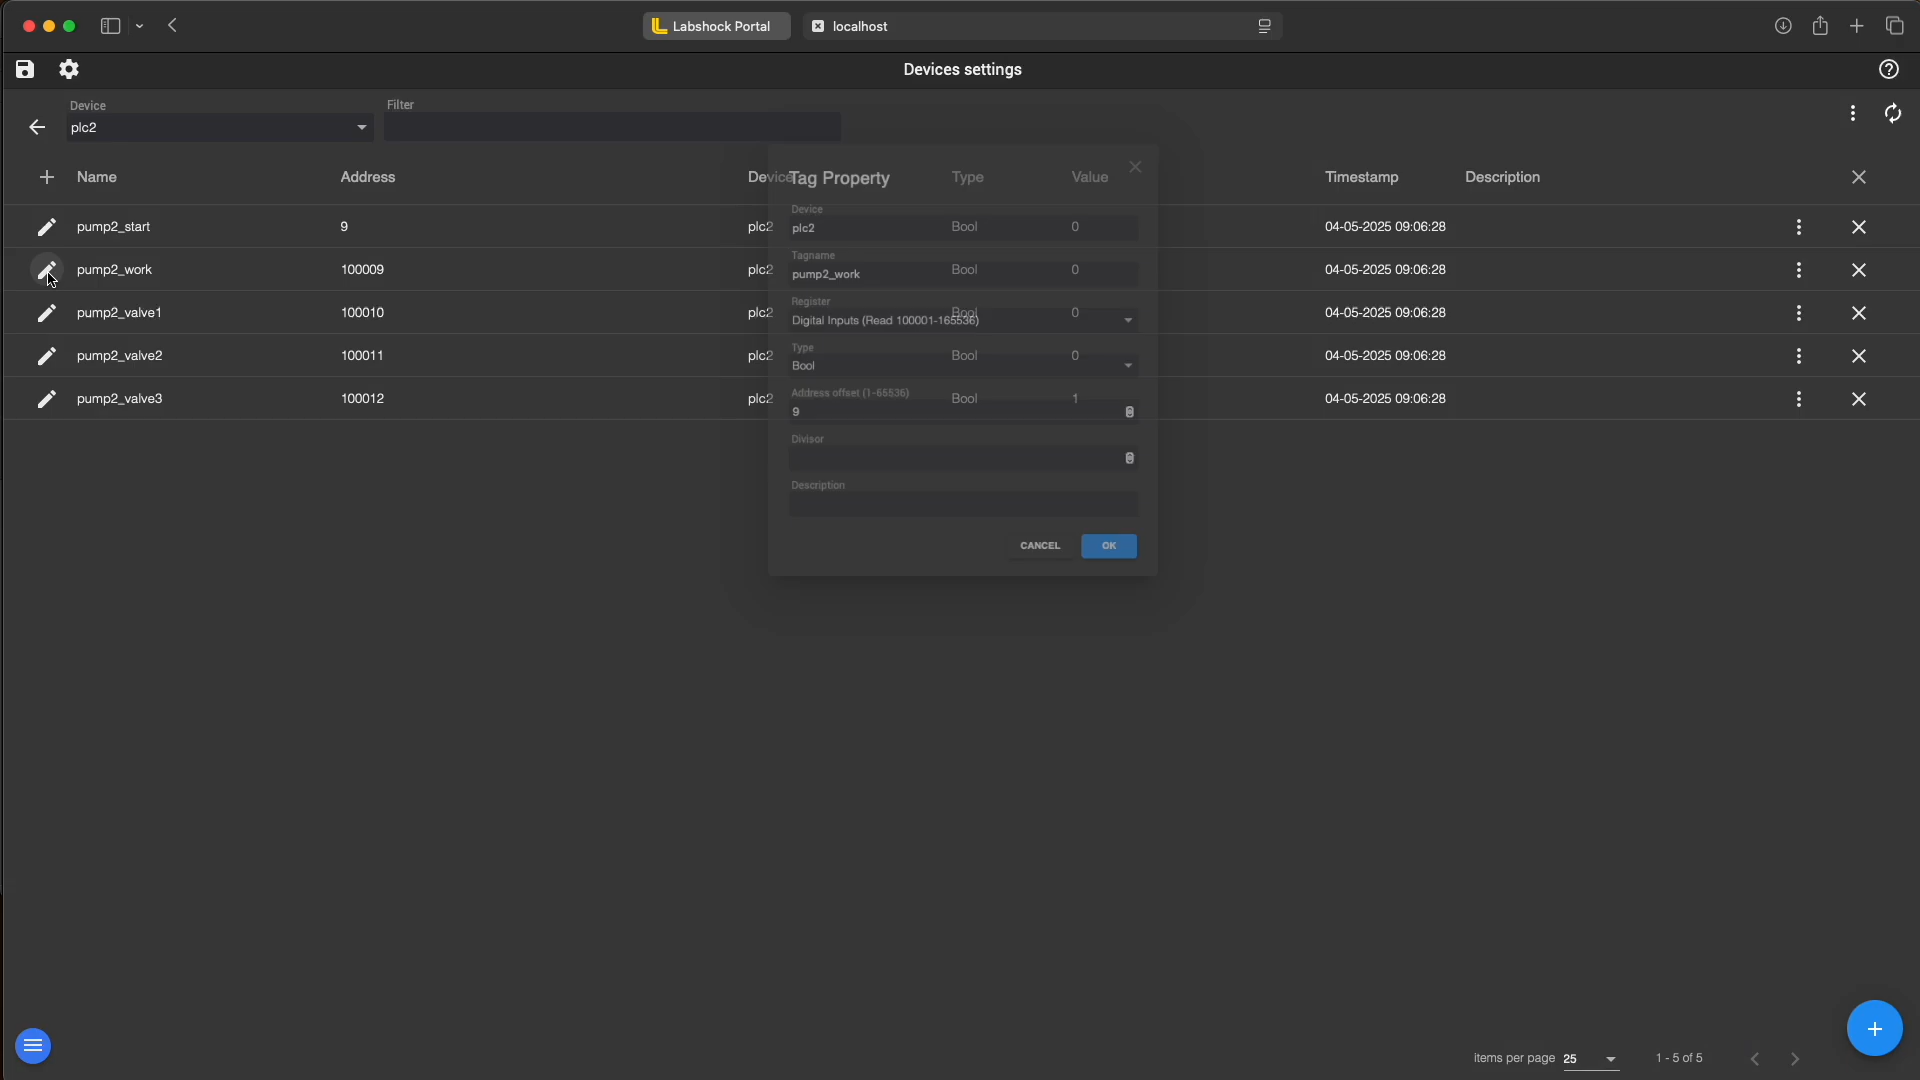 Labshock Portal
localhost
Devices settings
Device
plc2
Filter
Name Address Device Type Value Timestamp Description
pump2_start 9 plc2 Bool 0 04-05-2025 09:06:28
pump2_work 100009 plc2 Bool 0 04-05-2025 09:06:28
pump2_valve1 100010 plc2 Bool 0 04-05-2025 09:06:28
pump2_valve2 100011 plc2 Bool 0 04-05-2025 09:06:28
pump2_valve3 100012 plc2 Bool 1 04-05-2025 09:06:28
Tag Property
Device
plc2
Tagname
pump2_work
Register
Digital Inputs (Read 100001-165536)
Type
Bool
Address offset (1-65536)
9
Divisor
Description
CANCEL OK
Items per page 25 1 - 5 of 5